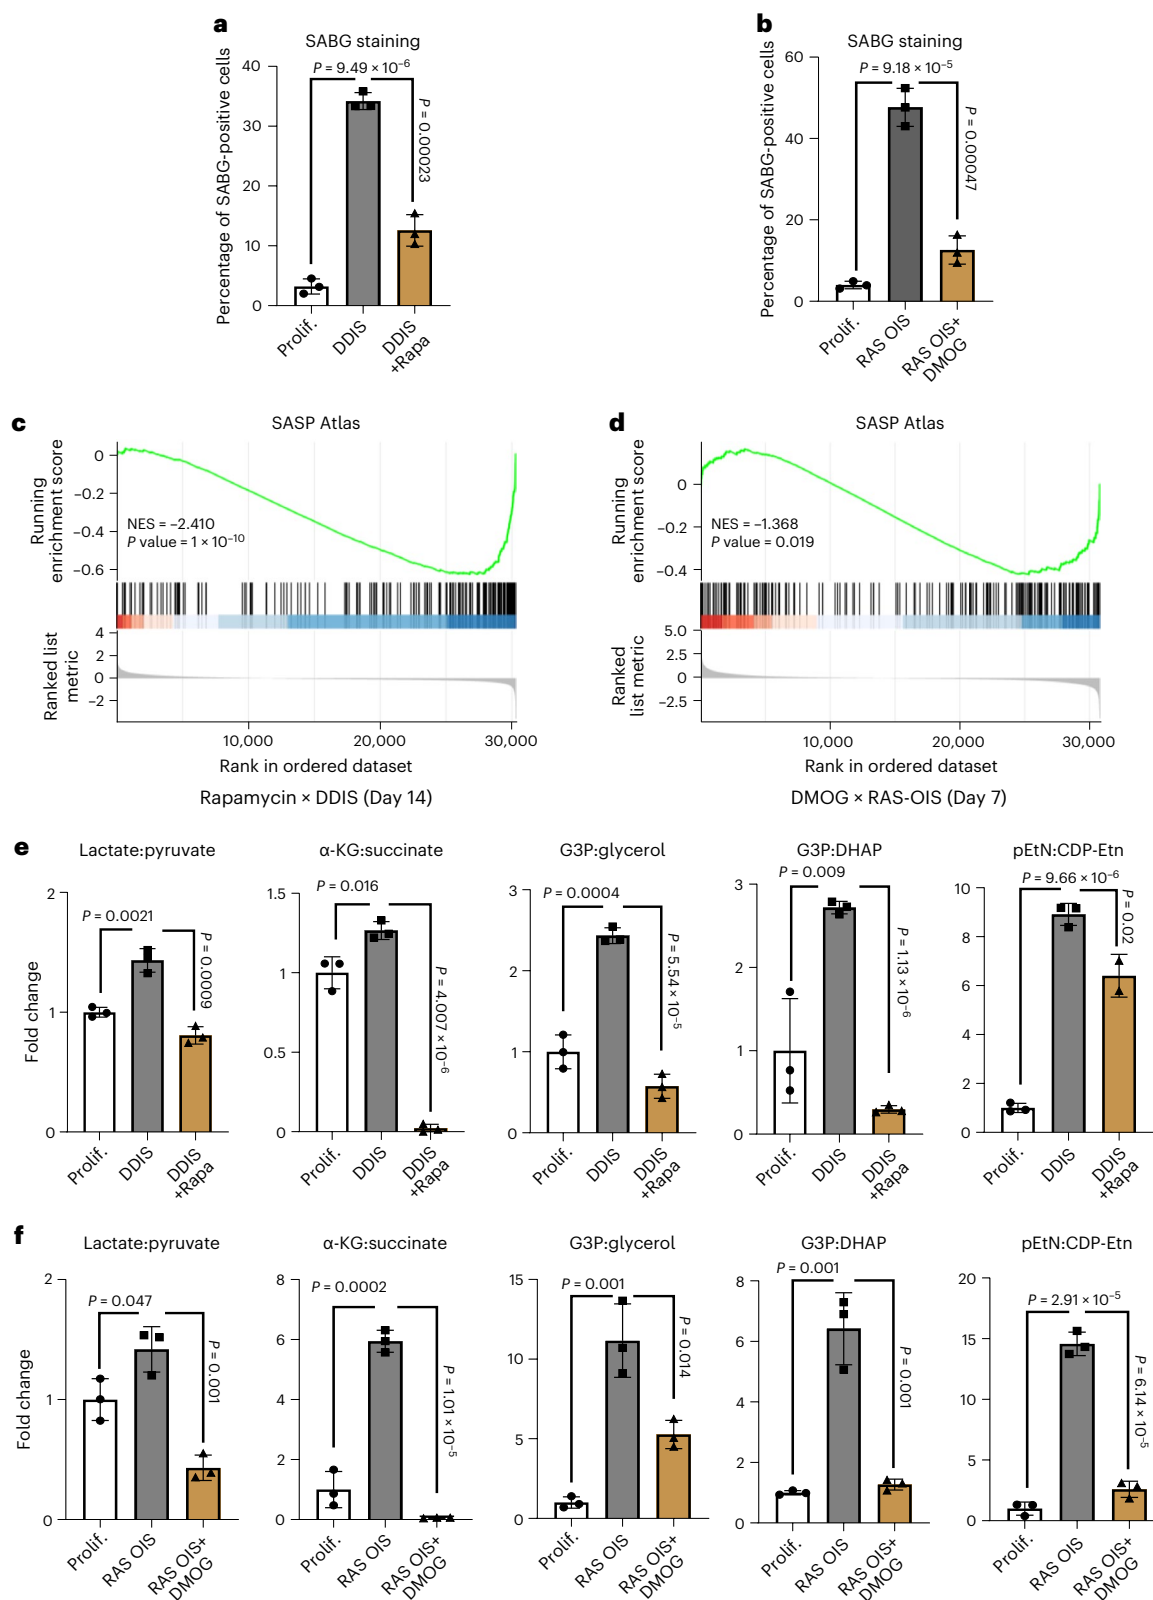 a
SABG staining
Percentage of SABG-positive cells
40
30
20
10
0
P = 9.49 × 10⁻⁶
P = 0.00023
Prolif.
DDIS
DDIS
+Rapa
b
SABG staining
Percentage of SABG-positive cells
60
40
20
0
P = 9.18 × 10⁻⁵
P = 0.00047
Prolif.
RAS OIS
RAS OIS+
DMOG
c
SASP Atlas
Running
enrichment score
0
−0.2
−0.4
−0.6
NES = −2.410
P value = 1 × 10⁻¹⁰
Ranked list
metric
4
2
0
−2
10,000
20,000
30,000
Rank in ordered dataset
Rapamycin × DDIS (Day 14)
d
SASP Atlas
Running
enrichment score
0
−0.2
−0.4
NES = −1.368
P value = 0.019
Ranked
list metric
5.0
2.5
0
−2.5
10,000
20,000
30,000
Rank in ordered dataset
DMOG × RAS-OIS (Day 7)
e
Fold change
Lactate:pyruvate
2
1
0
P = 0.0021
P = 0.0009
Prolif.
DDIS
DDIS
+Rapa
α-KG:succinate
1.5
1
0.5
0
P = 0.016
P = 4.007 × 10⁻⁶
Prolif.
DDIS
DDIS
+Rapa
G3P:glycerol
3
2
1
0
P = 0.0004
P = 5.54 × 10⁻⁵
Prolif.
DDIS
DDIS
+Rapa
G3P:DHAP
3
2
1
0
P = 0.009
P = 1.13 × 10⁻⁶
Prolif.
DDIS
DDIS
+Rapa
pEtN:CDP-Etn
10
8
6
4
2
0
P = 9.66 × 10⁻⁶
P = 0.02
Prolif.
DDIS
DDIS
+Rapa
f
Fold change
Lactate:pyruvate
2
1
0
P = 0.047
P = 0.001
Prolif.
RAS OIS
RAS OIS+
DMOG
α-KG:succinate
8
6
4
2
0
P = 0.0002
P = 1.01 × 10⁻⁵
Prolif.
RAS OIS
RAS OIS+
DMOG
G3P:glycerol
15
10
5
0
P = 0.001
P = 0.014
Prolif.
RAS OIS
RAS OIS+
DMOG
G3P:DHAP
8
6
4
2
0
P = 0.001
P = 0.001
Prolif.
RAS OIS
RAS OIS+
DMOG
pEtN:CDP-Etn
20
15
10
5
0
P = 2.91 × 10⁻⁵
P = 6.14 × 10⁻⁵
Prolif.
RAS OIS
RAS OIS+
DMOG